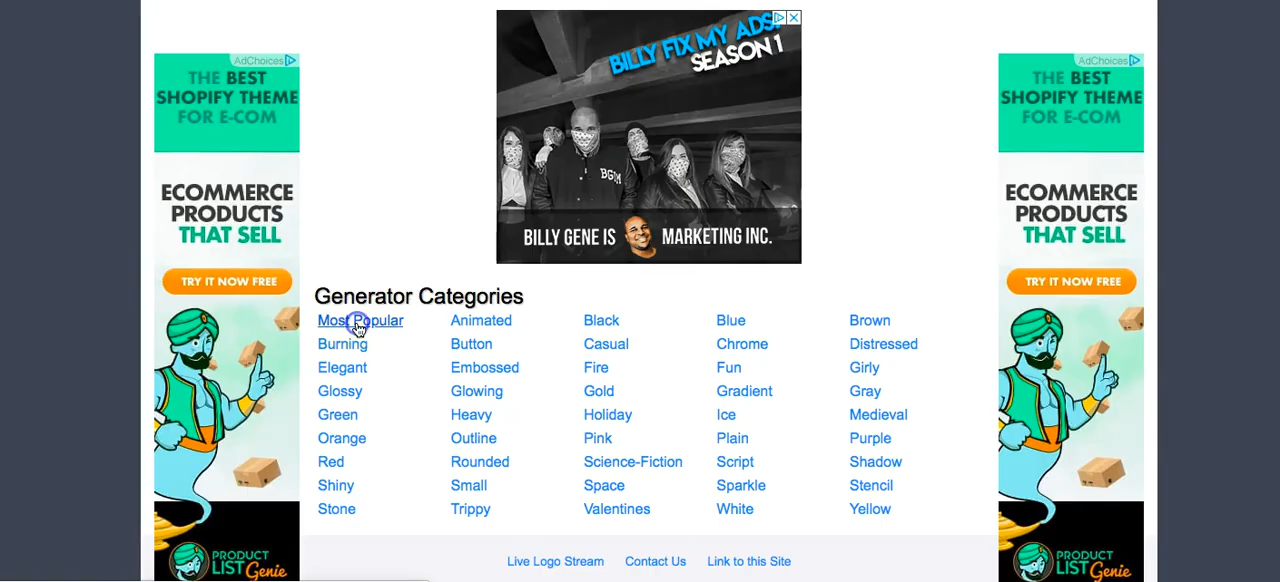 BILLY FIX MY ADS:
SEASON 1
BGIM
BILLY GENE IS MARKETING INC.
AdChoices
THE BEST
SHOPIFY THEME
FOR E-COM
ECOMMERCE
PRODUCTS
THAT SELL
TRY IT NOW FREE
PRODUCT
LIST Genie
Generator Categories
Most Popular Animated Black Blue Brown
Burning Button Casual Chrome Distressed
Elegant Embossed Fire Fun Girly
Glossy Glowing Gold Gradient Gray
Green Heavy Holiday Ice Medieval
Orange Outline Pink Plain Purple
Red Rounded Science-Fiction Script Shadow
Shiny Small Space Sparkle Stencil
Stone Trippy Valentines White Yellow
Live Logo Stream Contact Us Link to this Site
AdChoices
THE BEST
SHOPIFY THEME
FOR E-COM
ECOMMERCE
PRODUCTS
THAT SELL
TRY IT NOW FREE
PRODUCT
LIST Genie